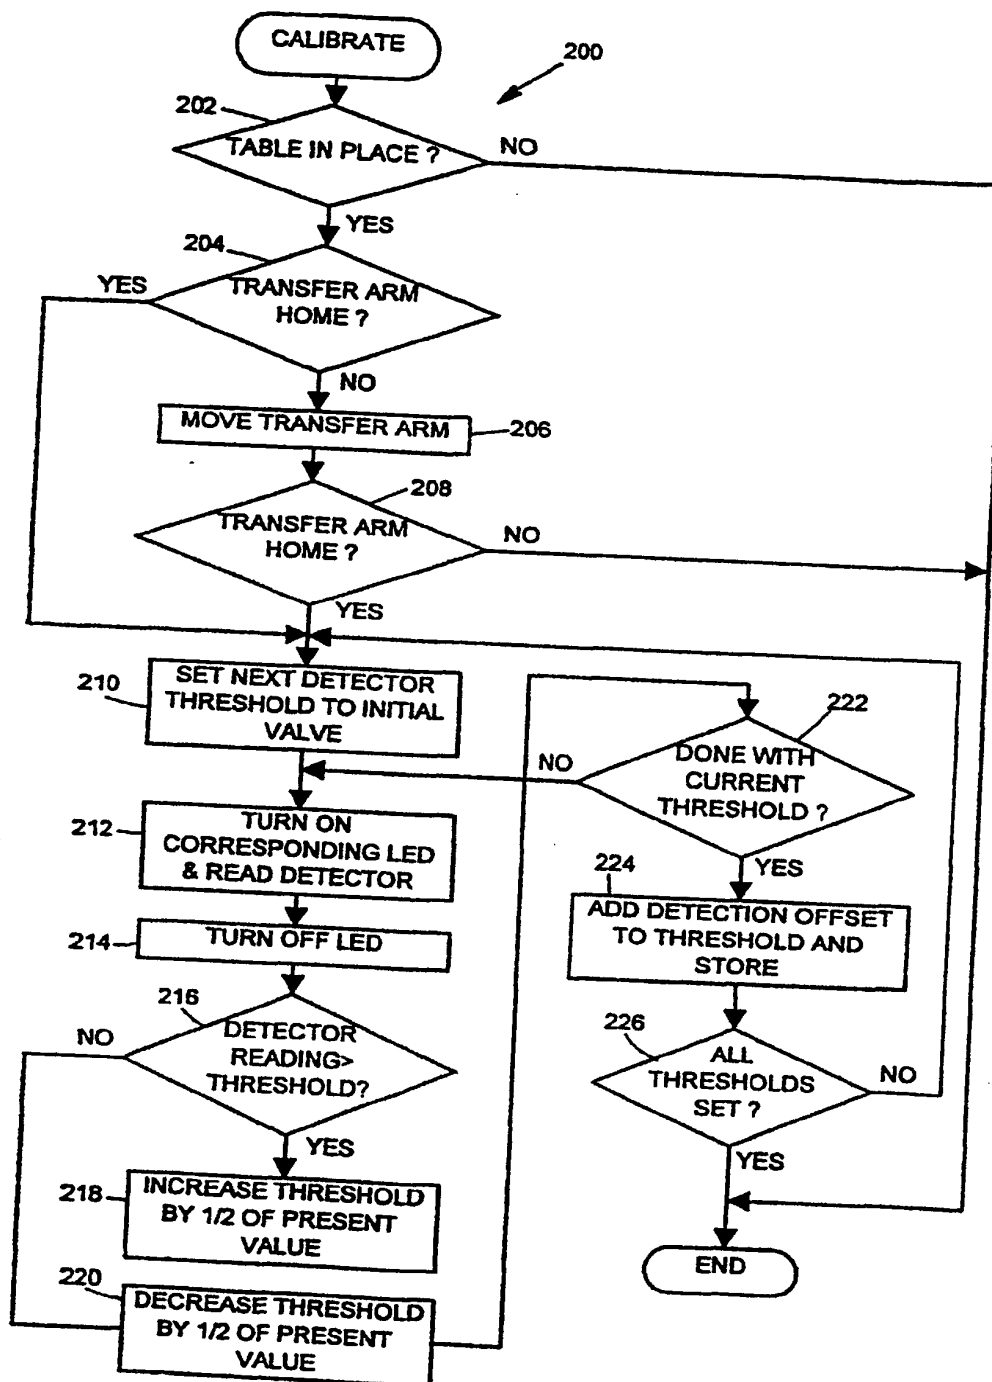 CALIBRATE
200
202
TABLE IN PLACE ?
NO
YES
204
YES
TRANSFER ARM
HOME ?
NO
MOVE TRANSFER ARM
206
208
TRANSFER ARM
HOME ?
NO
YES
210
SET NEXT DETECTOR
THRESHOLD TO INITIAL
VALVE
222
DONE WITH
CURRENT
THRESHOLD ?
NO
YES
212
TURN ON
CORRESPONDING LED
& READ DETECTOR
224
ADD DETECTION OFFSET
TO THRESHOLD AND
STORE
214
TURN OFF LED
216
NO
DETECTOR
READING>
THRESHOLD?
YES
226
ALL
THRESHOLDS
SET ?
NO
YES
218
INCREASE THRESHOLD
BY 1/2 OF PRESENT
VALUE
END
220
DECREASE THRESHOLD
BY 1/2 OF PRESENT
VALUE